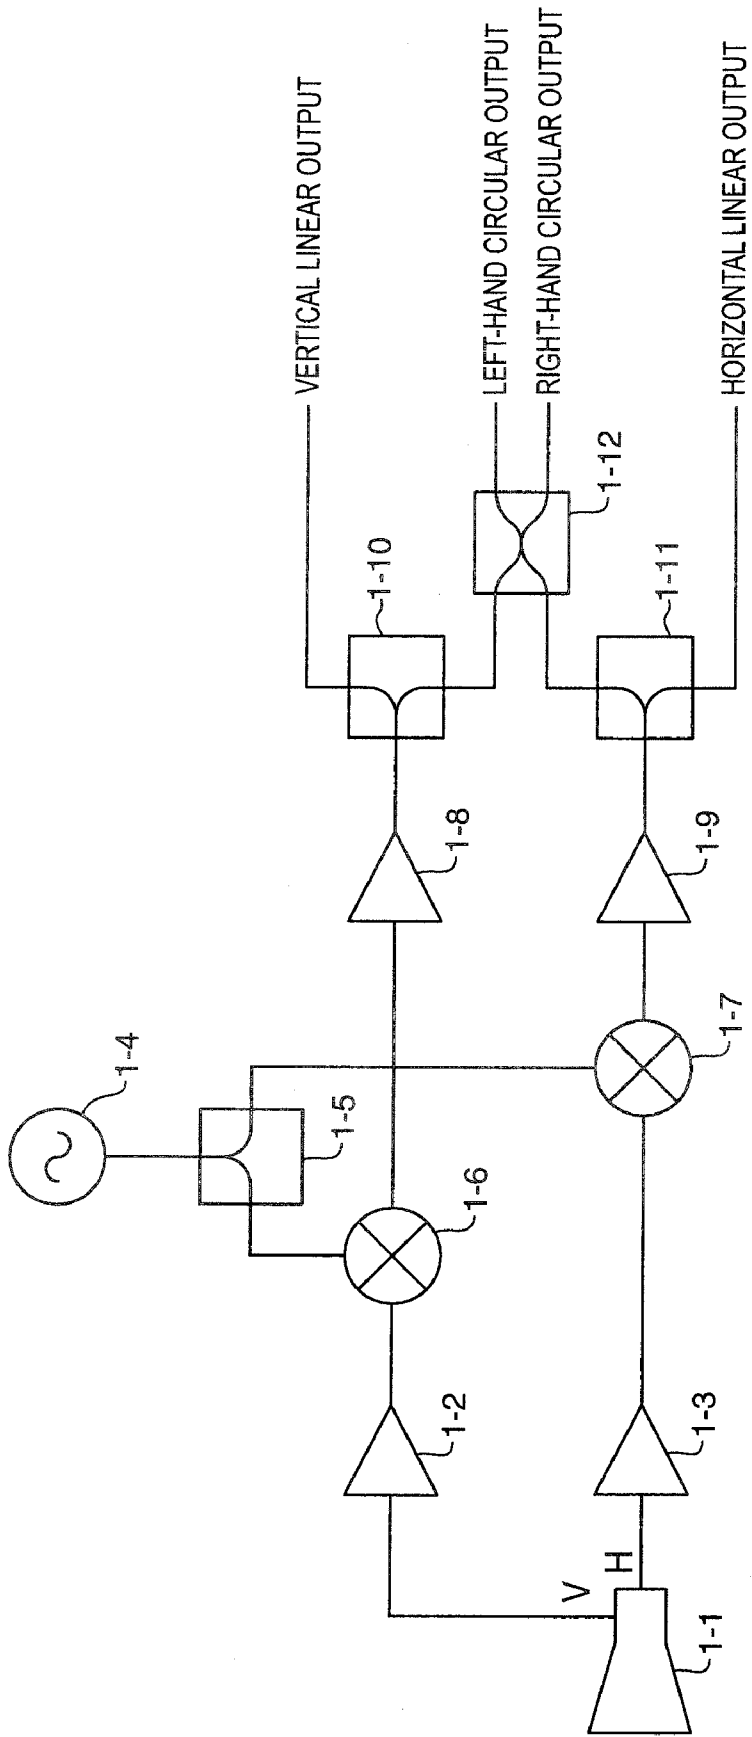 VERTICAL LINEAR OUTPUT
LEFT-HAND CIRCULAR OUTPUT
RIGHT-HAND CIRCULAR OUTPUT
HORIZONTAL LINEAR OUTPUT
1-4
1-5
1-10
1-12
1-11
1-8
1-9
1-6
1-7
1-2
1-3
V
H
1-1